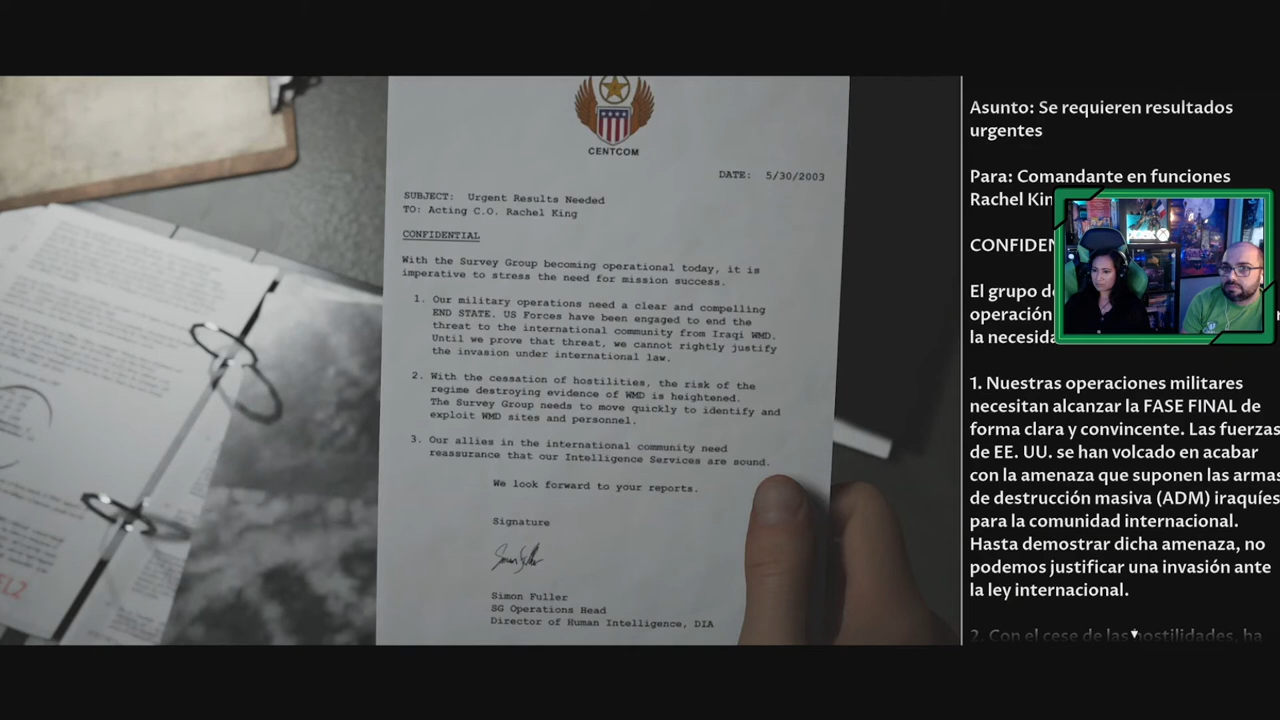 CENTCOM
DATE: 5/30/2003
SUBJECT: Urgent Results Needed
TO: Acting C.O. Rachel King
CONFIDENTIAL
With the Survey Group becoming operational today, it is
imperative to stress the need for mission success.
1. Our military operations need a clear and compelling
END STATE. US Forces have been engaged to end the
threat to the international community from Iraqi WMD.
Until we prove that threat, we cannot rightly justify
the invasion under international law.
2. With the cessation of hostilities, the risk of the
regime destroying evidence of WMD is heightened.
The Survey Group needs to move quickly to identify and
exploit WMD sites and personnel.
3. Our allies in the international community need
reassurance that our Intelligence Services are sound.
We look forward to your reports.
Signature
Simon Fuller
Simon Fuller
SG Operations Head
Director of Human Intelligence, DIA
Asunto: Se requieren resultados
urgentes
Para: Comandante en funciones
Rachel
CONFIDEN
El grupo
operación
la necesida
1. Nuestras operaciones militares
necesitan alcanzar la FASE FINAL de
forma clara y convincente. Las fuerzas
de EE. UU. se han volcado en acabar
con la amenaza que suponen las armas
de destrucción masiva (ADM) iraquíes
para la comunidad internacional.
Hasta demostrar dicha amenaza, no
podemos justificar una invasión ante
la ley internacional.
2. Con el cese de las hostilidades, ha